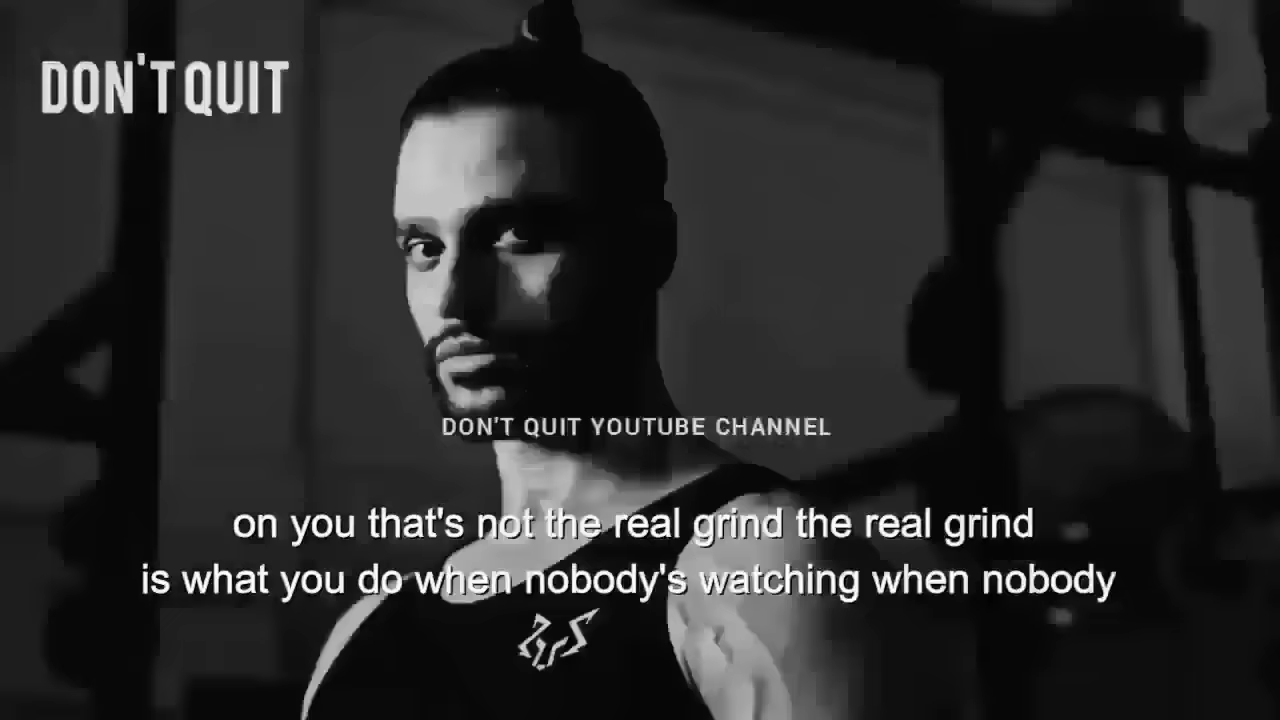 DON'T QUIT
DON'T QUIT YOUTUBE CHANNEL
on you that's not the real grind the real grind
is what you do when nobody's watching when nobody